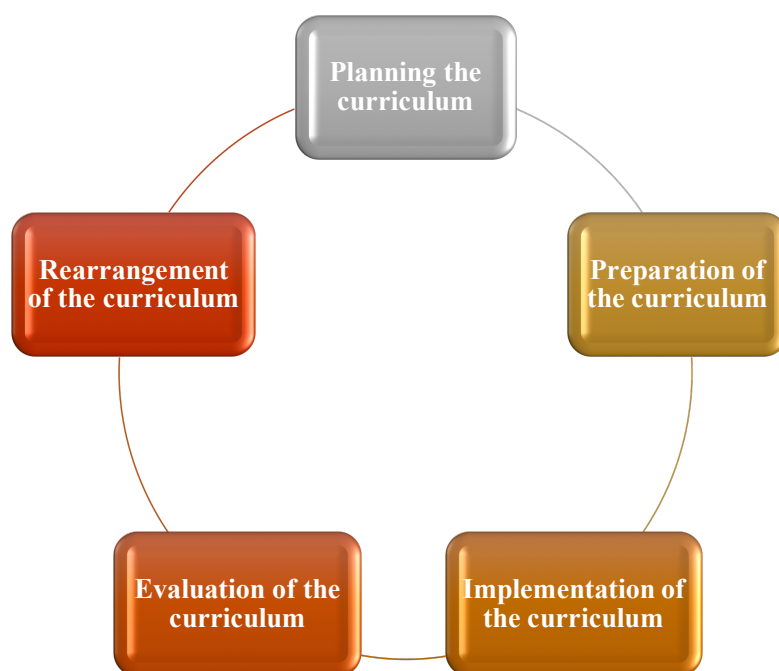 Planning the
curriculum
Preparation of
the curriculum
Implementation of
the curriculum
Evaluation of the
curriculum
Rearrangement
of the curriculum